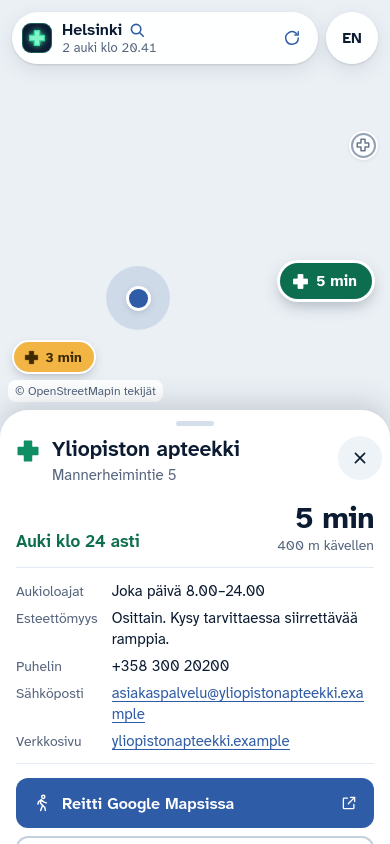 Helsinki
2 auki klo 20.41
EN
5 min
3 min
© OpenStreetMapin tekijät
Yliopiston apteekki
Mannerheimintie 5
5 min
Auki klo 24 asti
400 m kävellen
Aukioloajat
Joka päivä 8.00–24.00
Esteettömyys
Osittain. Kysy tarvittaessa siirrettävää
ramppia.
Puhelin
+358 300 20200
Sähköposti
asiakaspalvelu@yliopistonapteekki.exa
mple
Verkkosivu
yliopistonapteekki.example
Reitti Google Mapsissa